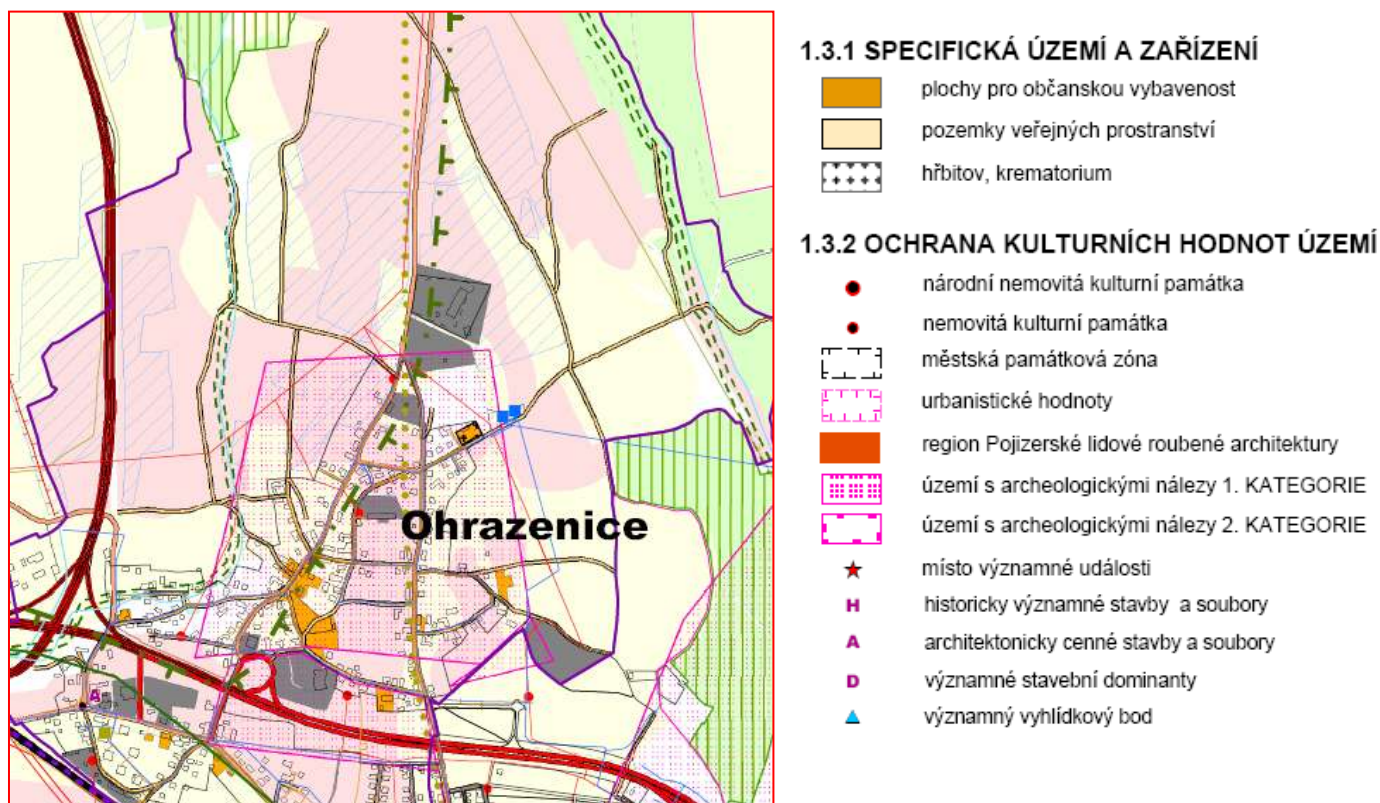 Ohrazenice
A
1.3.1 SPECIFICKÁ ÚZEMÍ A ZAŘÍZENÍ
plochy pro občanskou vybavenost
pozemky veřejných prostranství
hřbitov, krematorium
1.3.2 OCHRANA KULTURNÍCH HODNOT ÚZEMÍ
národní nemovitá kulturní památka
nemovitá kulturní památka
městská památková zóna
urbanistické hodnoty
region Pojizerské lidové roubené architektury
území s archeologickými nálezy 1. KATEGORIE
území s archeologickými nálezy 2. KATEGORIE
místo významné události
H historicky významné stavby a soubory
A architektonicky cenné stavby a soubory
D významné stavební dominanty
významný vyhlídkový bod